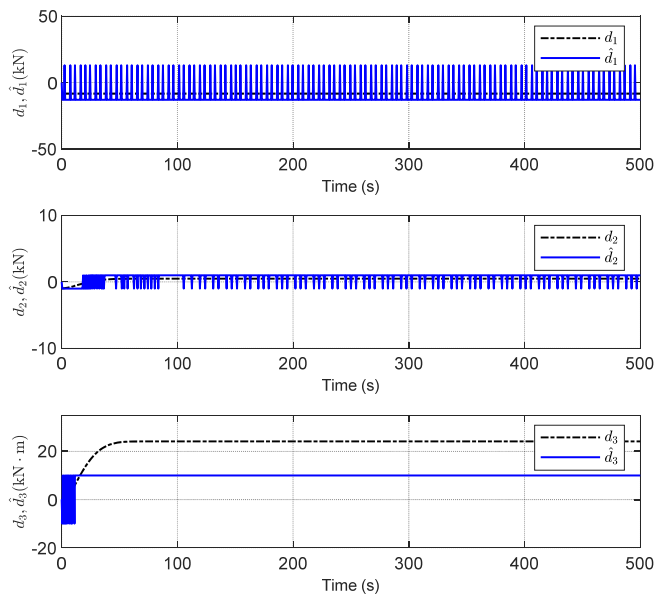 50
0
-50
d₁, d̂₁(kN)
d₁
d̂₁
0 100 200 300 400 500
Time (s)
10
0
-10
d₂, d̂₂(kN)
d₂
d̂₂
0 100 200 300 400 500
Time (s)
20
0
-20
d₃, d̂₃(kN · m)
d₃
d̂₃
0 100 200 300 400 500
Time (s)